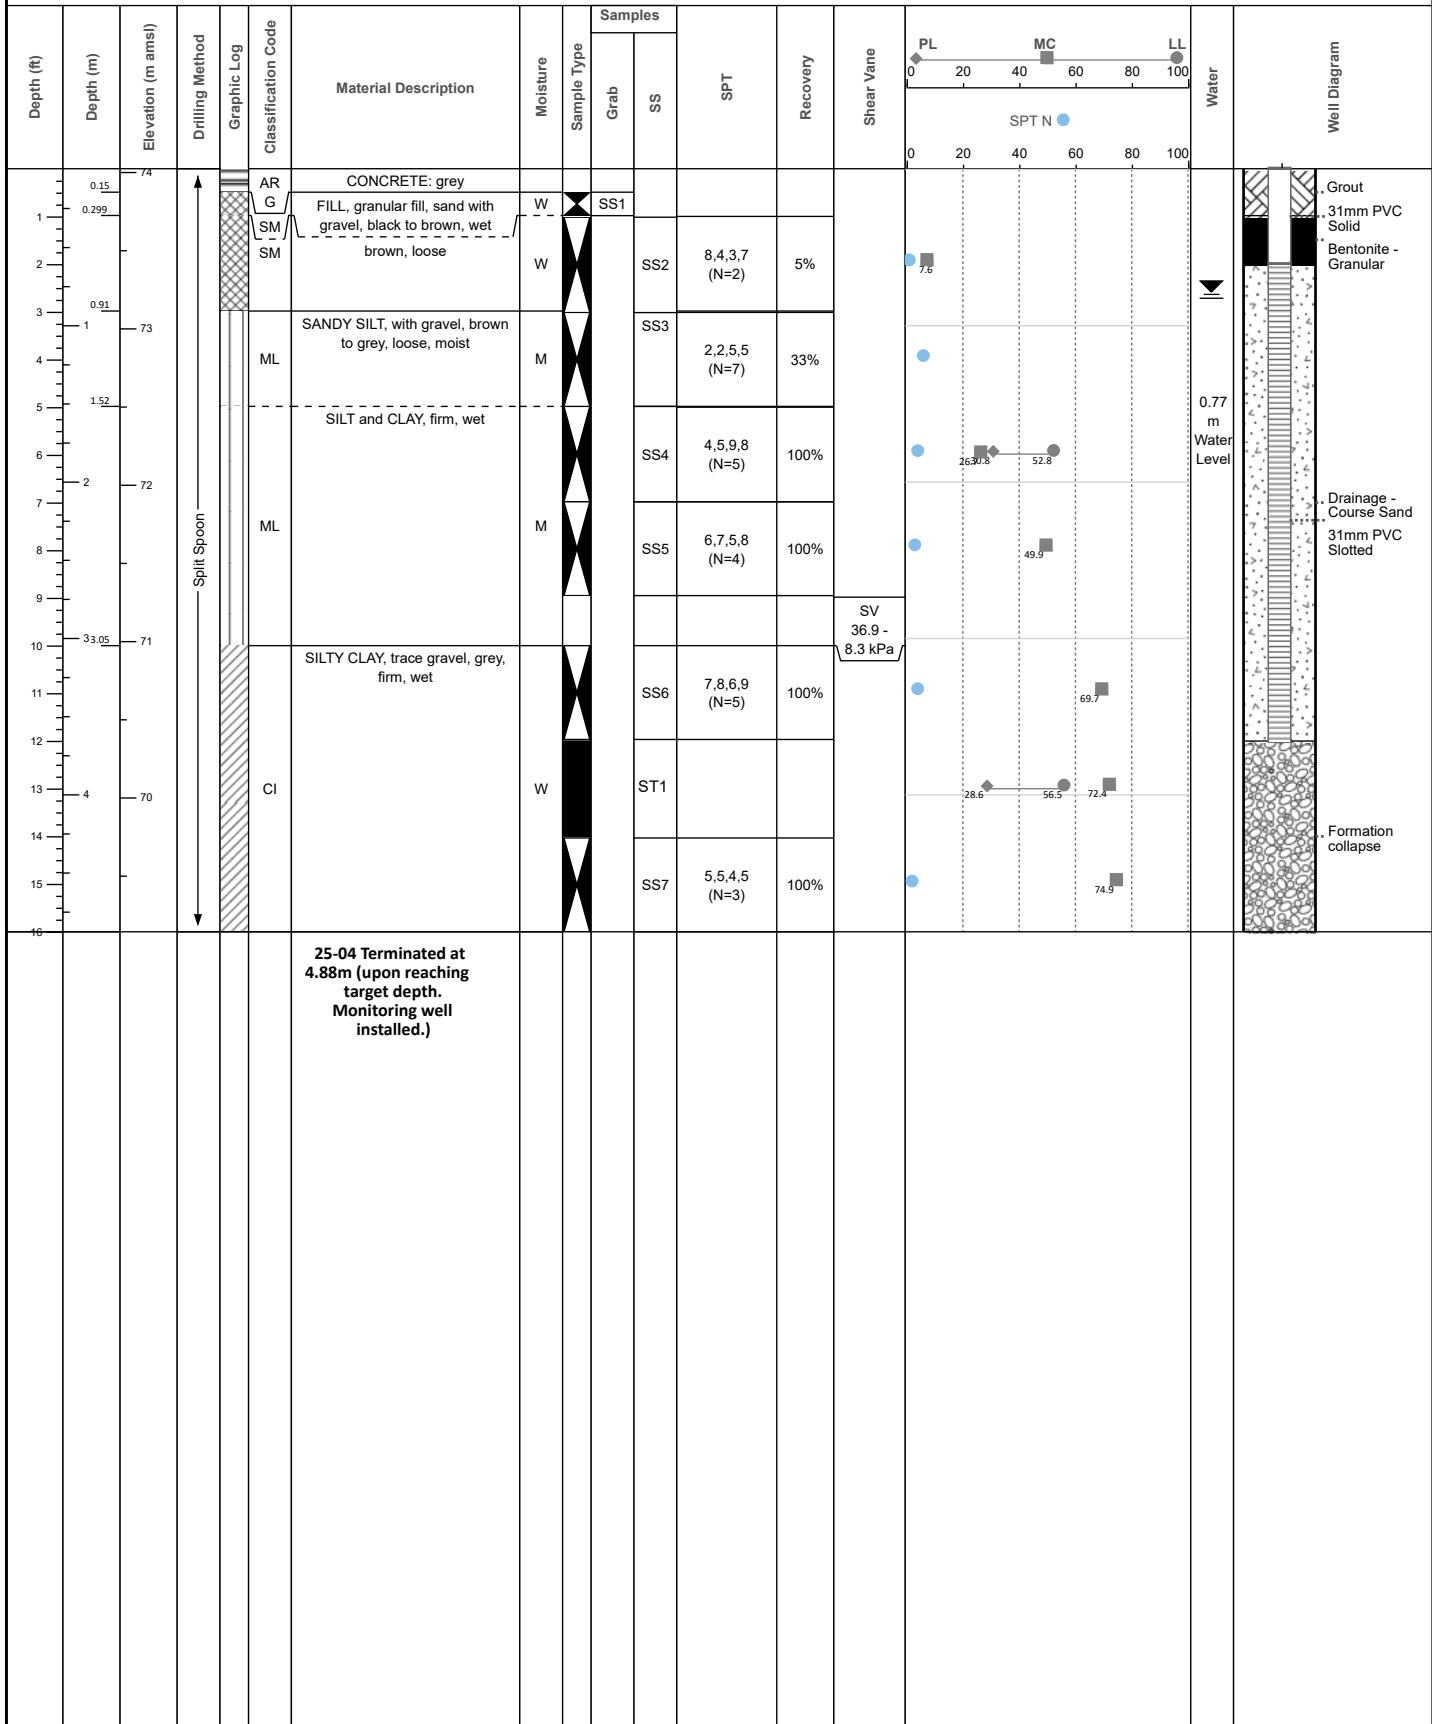 Depth (ft)
Depth (m)
Elevation (m amsl)
Drilling Method
Graphic Log
Classification Code
Material Description
Moisture
Sample Type
Samples
Grab
SS
SPT
Recovery
Shear Vane
PL MC LL
0 20 40 60 80 100
SPT N
0 20 40 60 80 100
Water
Well Diagram
74
0.15
AR
CONCRETE: grey
G
FILL, granular fill, sand with
gravel, black to brown, wet
W
SS1
0.299
1
SM
SM
brown, loose
W
2
SS2
8,4,3,7
(N=2)
5%
7.6
0.91
3
1
73
SANDY SILT, with gravel, brown
to grey, loose, moist
SS3
4
ML
M
2,2,5,5
(N=7)
33%
1.52
5
SILT and CLAY, firm, wet
6
SS4
4,5,9,8
(N=5)
100%
30.8
52.8
2
72
7
ML
M
8
SS5
6,7,5,8
(N=4)
100%
49.9
Split Spoon
9
SV
36.9 -
8.3 kPa
3
3.05
71
10
SILTY CLAY, trace gravel, grey,
firm, wet
11
SS6
7,8,6,9
(N=5)
100%
69.7
12
13
4
70
CI
W
ST1
28.6
56.5
72.4
14
15
SS7
5,5,4,5
(N=3)
100%
74.9
16
0.77
m
Water
Level
Grout
31mm PVC
Solid
Bentonite -
Granular
Drainage -
Course Sand
31mm PVC
Slotted
Formation
collapse
25-04 Terminated at
4.88m (upon reaching
target depth.
Monitoring well
installed.)